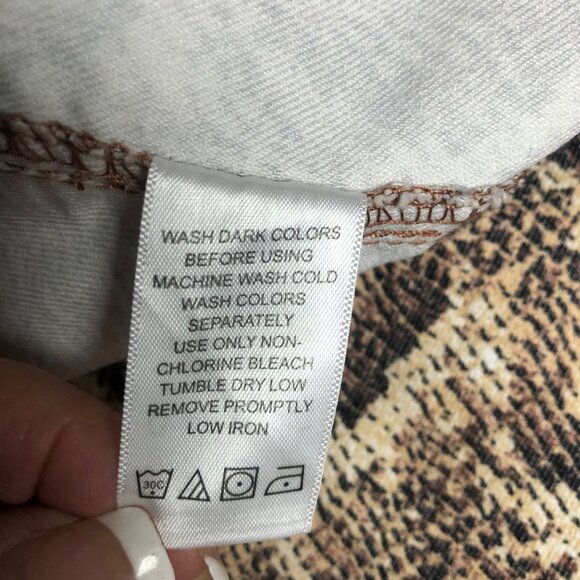 WASH DARK COLORS
BEFORE USING
MACHINE WASH COLD
WASH COLORS
SEPARATELY
USE ONLY NON-
CHLORINE BLEACH
TUMBLE DRY LOW
REMOVE PROMPTLY
LOW IRON
30C